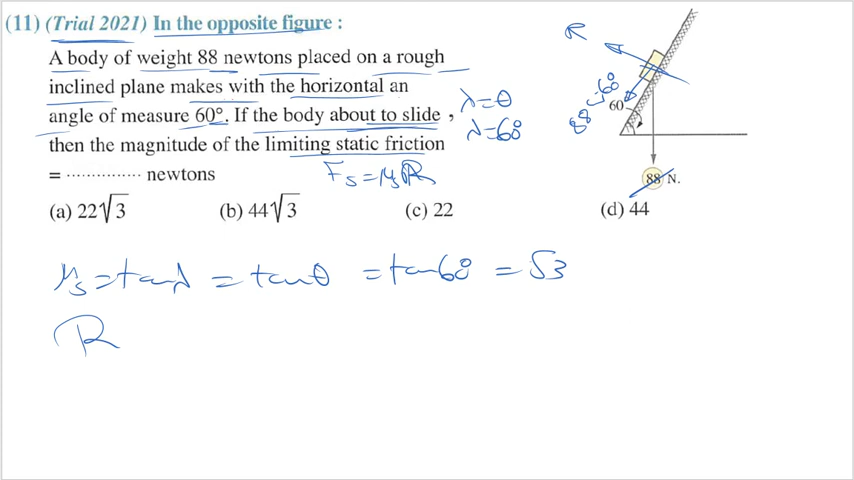 (11) (Trial 2021) In the opposite figure :
A body of weight 88 newtons placed on a rough
inclined plane makes with the horizontal an
angle of measure 60°. If the body about to slide ,
then the magnitude of the limiting static friction
= .............. newtons
(a) 22√3 (b) 44√3 (c) 22 (d) 44
λ=θ
λ=60
Fs=μsR
R
60
88 N.
μs=tanλ = tanθ = tan60 = √3
R